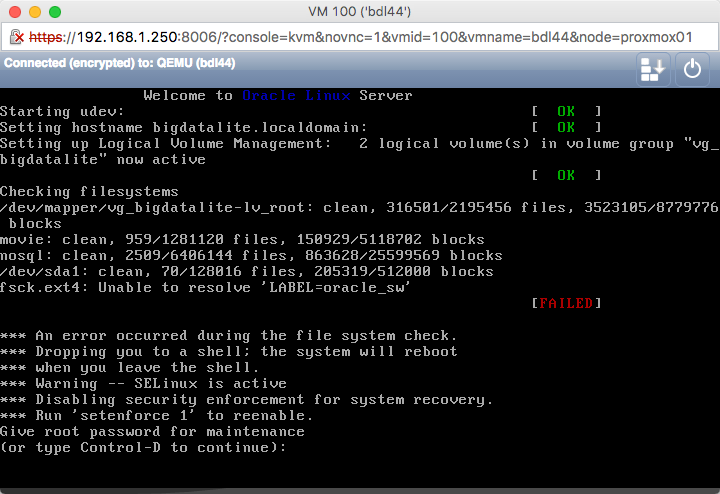 VM 100 ('bdl44')
https://192.168.1.250:8006/?console=kvm&novnc=1&vmid=100&vmname=bdl44&node=proxmox01
Connected (encrypted) to: QEMU (bdl44)
Welcome to Oracle Linux Server
Starting udev: [ OK ]
Setting hostname bigdatalite.localdomain: [ OK ]
Setting up Logical Volume Management: 2 logical volume(s) in volume group "vg_
bigdatalite" now active
[ OK ]
Checking filesystems
/dev/mapper/vg_bigdatalite-lv_root: clean, 316501/2195456 files, 3523105/8779776
blocks
movie: clean, 959/1281120 files, 150929/5118702 blocks
nosql: clean, 2509/6406144 files, 863628/25599569 blocks
/dev/sda1: clean, 70/128016 files, 205319/512000 blocks
fsck.ext4: Unable to resolve 'LABEL=oracle_sw'
[FAILED]
*** An error occurred during the file system check.
*** Dropping you to a shell; the system will reboot
*** when you leave the shell.
*** Warning -- SELinux is active
*** Disabling security enforcement for system recovery.
*** Run 'setenforce 1' to reenable.
Give root password for maintenance
(or type Control-D to continue):